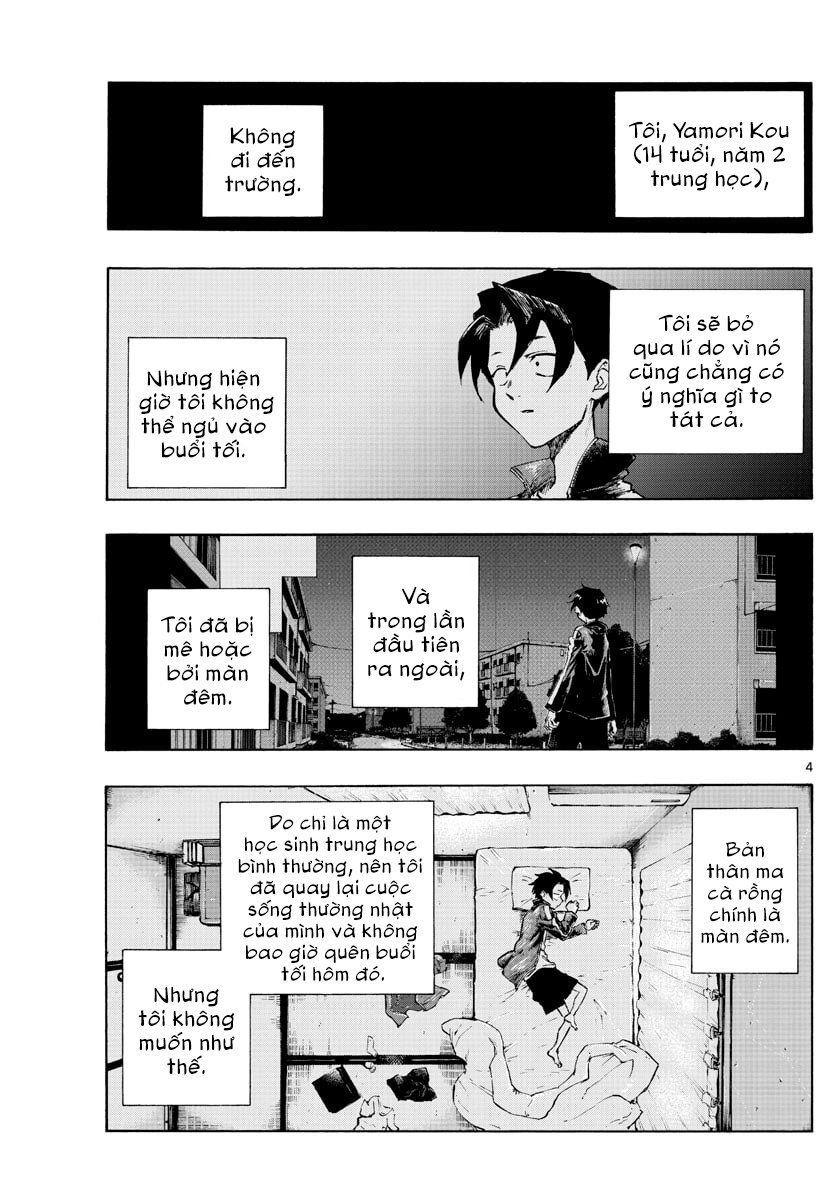 Tôi, Yamori Kou
(14 tuổi, năm 2
trung học),
Không
đi đến
trường.
Tôi sẽ bỏ
qua lí do vì nó
cũng chẳng có
ý nghĩa gì to
tát cả.
Nhưng hiện
giờ tôi không
thể ngủ vào
buổi tối.
Và
trong lần
đầu tiên
ra ngoài,
Tôi đã bị
mê hoặc
bởi màn
đêm.
4
Bản
thân ma
cà rồng
chính là
màn đêm.
Do chỉ là một
học sinh trung học
bình thường, nên tôi
đã quay lại cuộc
sống thường nhật
của mình và không
bao giờ quên buổi
tối hôm đó.
Nhưng
tôi không
muốn như
thế.